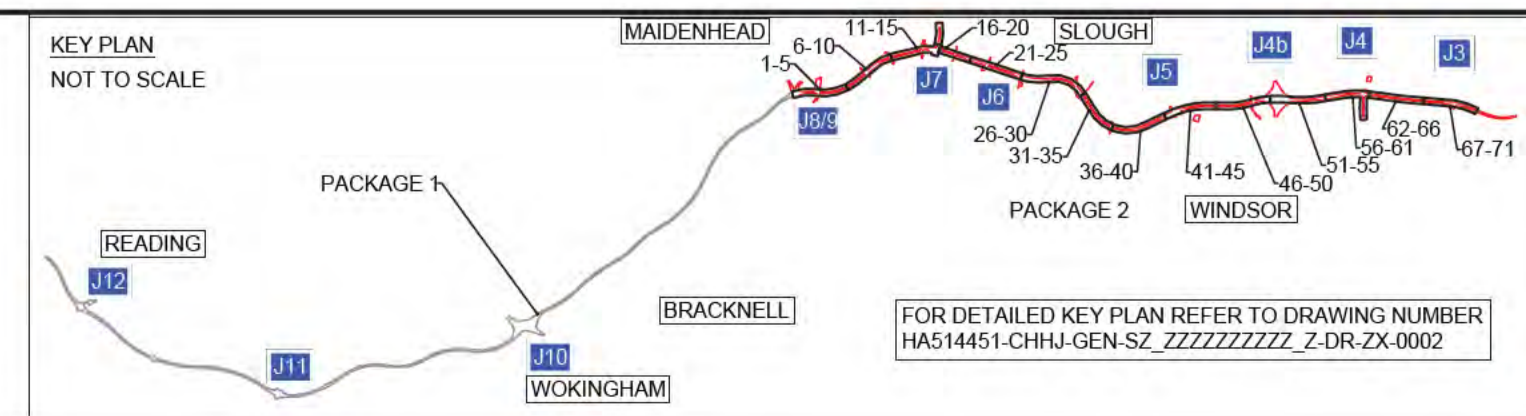 KEY PLAN
NOT TO SCALE
MAIDENHEAD
11-15
16-20
SLOUGH
6-10
21-25
J4b
J4
1-5
J7
J5
J3
J6
J8/9
26-30
62-66
31-35
56-61
67-71
36-40
41-45
51-55
46-50
PACKAGE 1
PACKAGE 2
WINDSOR
READING
J12
BRACKNELL
FOR DETAILED KEY PLAN REFER TO DRAWING NUMBER
HA514451-CHHJ-GEN-SZ_ZZZZZZZZZZ_Z-DR-ZX-0002
J11
J10
WOKINGHAM